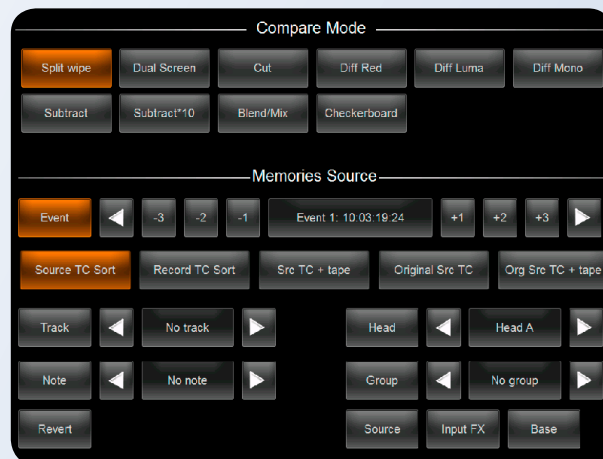 Compare Mode
Split wipe Dual Screen Cut Diff Red Diff Luma Diff Mono
Subtract Subtract*10 Blend/Mix Checkerboard
Memories Source
Event -3 -2 -1 Event 1: 10:03:19:24 +1 +2 +3
Source TC Sort Record TC Sort Src TC + tape Original Src TC Org Src TC + tape
Track No track Head Head A
Note No note Group No group
Revert Source Input FX Base